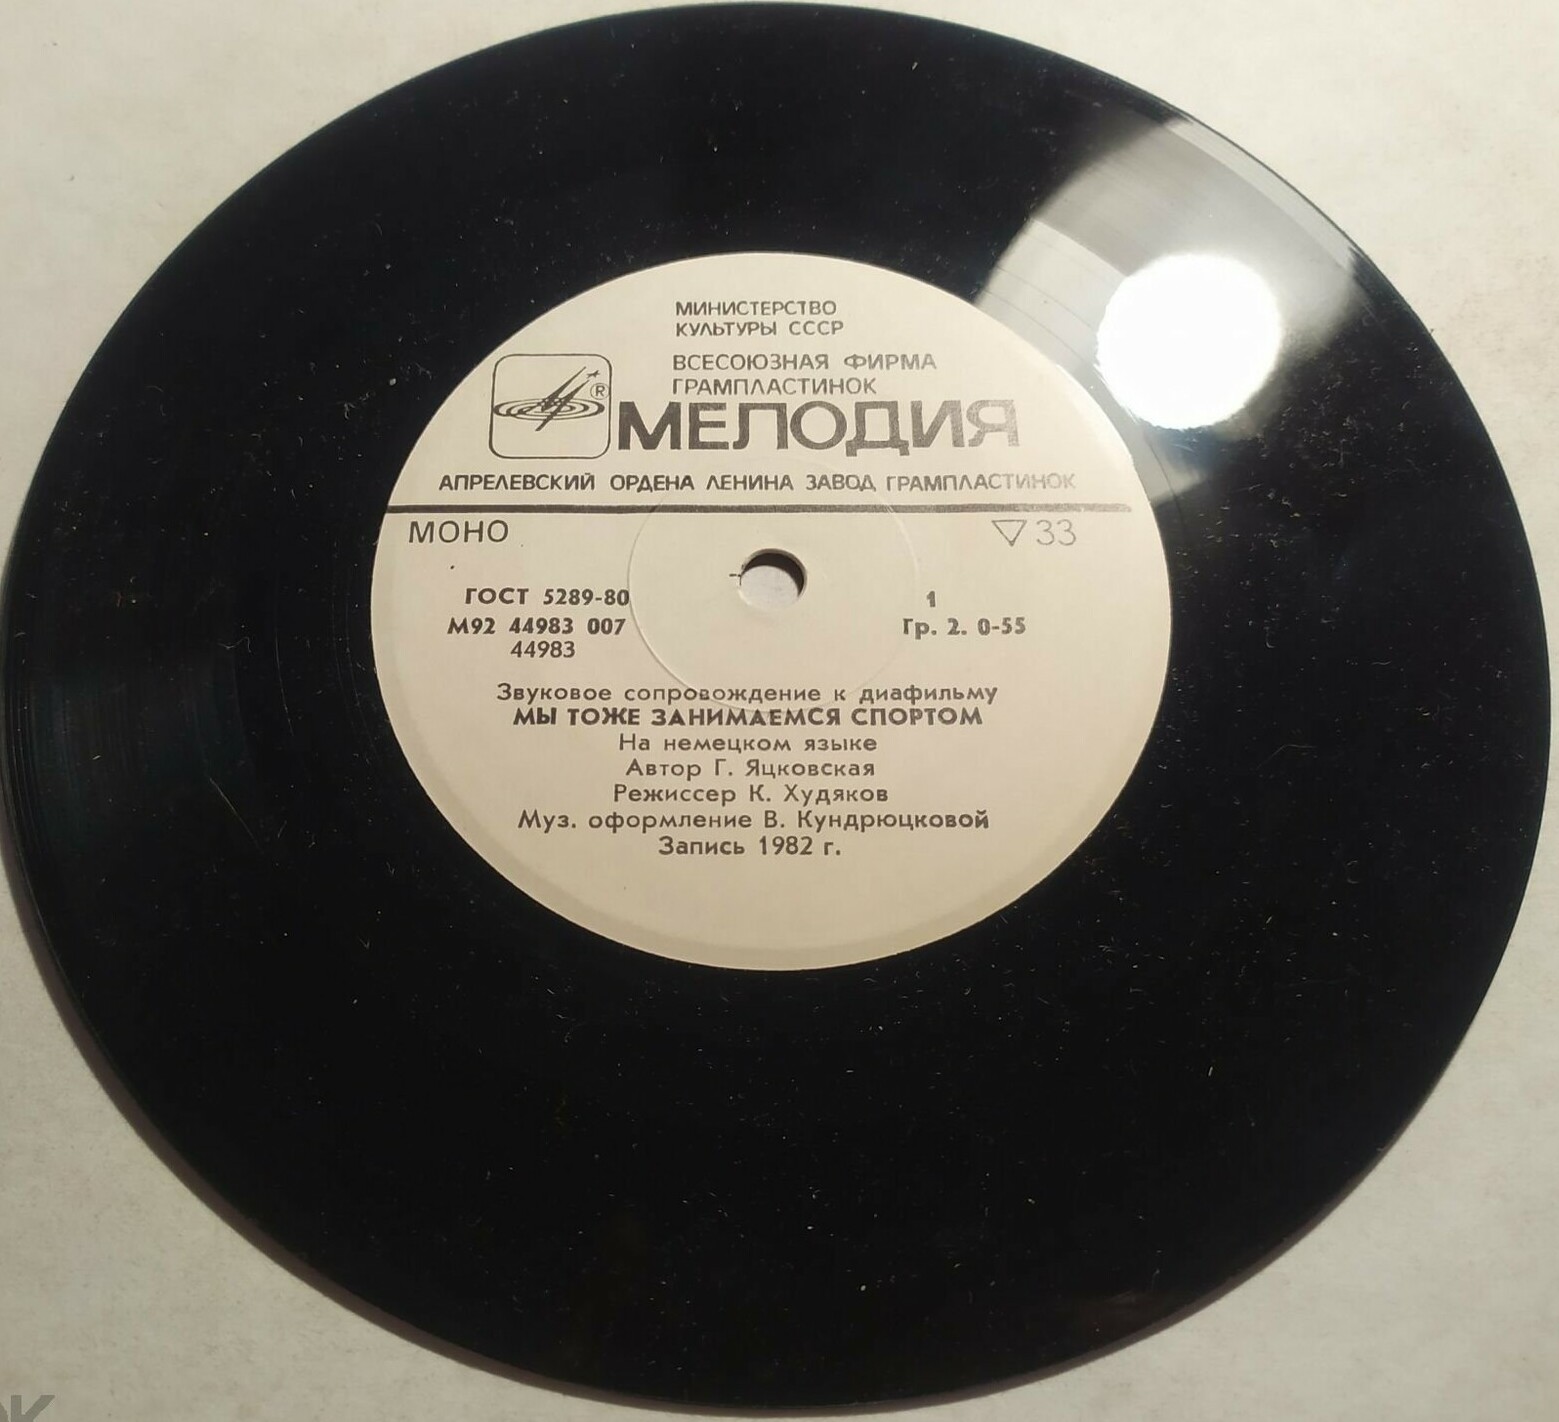 МИНИСТЕРСТВО
КУЛЬТУРЫ СССР
ВСЕСОЮЗНАЯ ФИРМА
ГРАМПЛАСТИНОК
®
МЕЛОДИЯ
АПРЕЛЕВСКИЙ ОРДЕНА ЛЕНИНА ЗАВОД ГРАМПЛАСТИНОК
МОНО ▽ 33
ГОСТ 5289-80 1
М92 44983 007 Гр. 2. 0-55
44983
Звуковое сопровождение к диафильму
МЫ ТОЖЕ ЗАНИМАЕМСЯ СПОРТОМ
На немецком языке
Автор Г. Яцковская
Режиссер К. Худяков
Муз. оформление В. Кундрюцковой
Запись 1982 г.